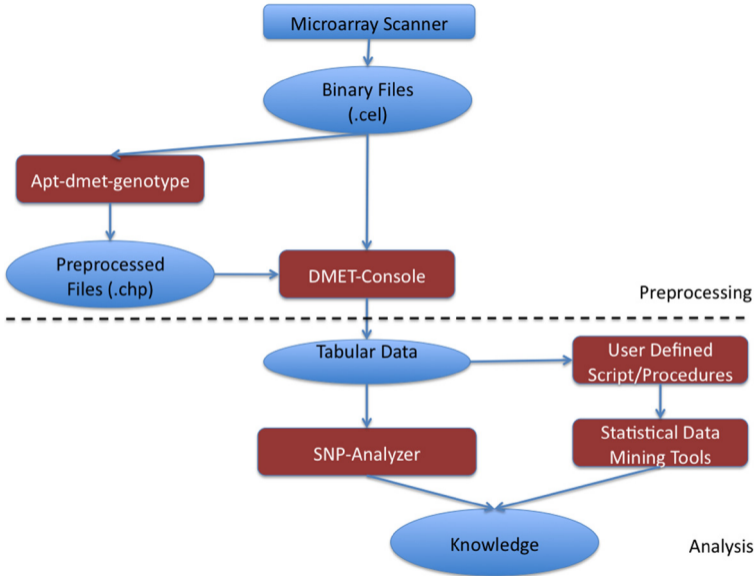 Microarray Scanner
Binary Files
(.cel)
Apt-dmet-genotype
Preprocessed
Files (.chp)
DMET-Console
Preprocessing
Tabular Data
User Defined
Script/Procedures
SNP-Analyzer
Statistical Data
Mining Tools
Knowledge
Analysis